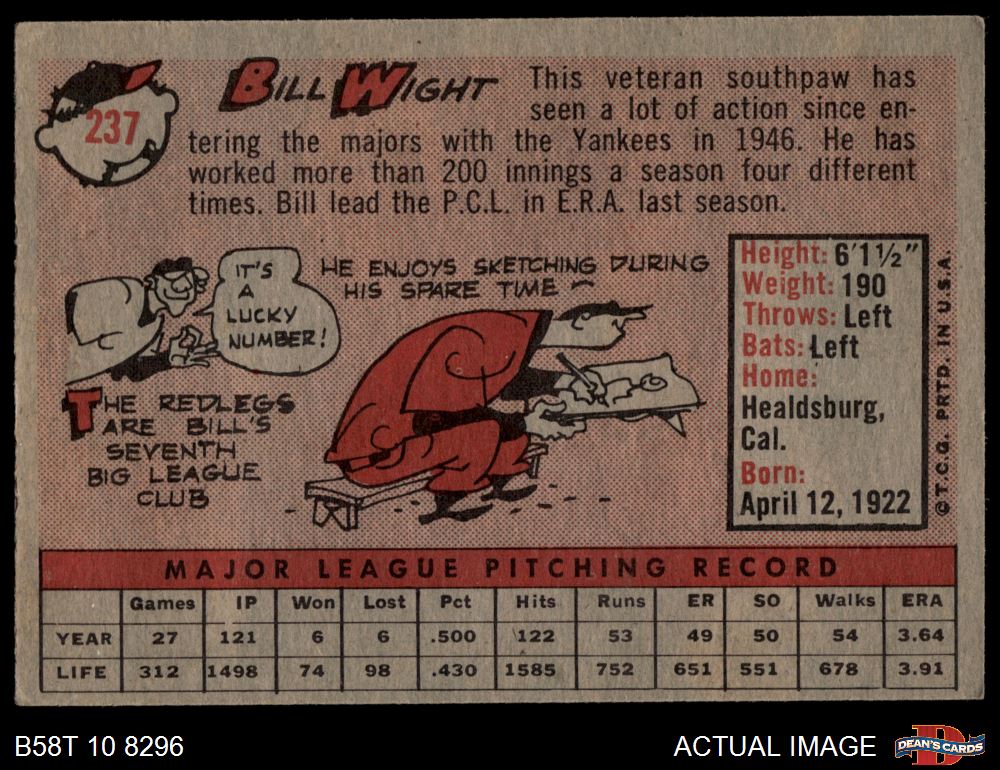 237
BILL WIGHT
This veteran southpaw has
seen a lot of action since en-
tering the majors with the Yankees in 1946. He has
worked more than 200 innings a season four different
times. Bill lead the P.C.L. in E.R.A. last season.
IT'S
A
LUCKY
NUMBER!
THE REDLEGS
ARE BILL'S
SEVENTH
BIG LEAGUE
CLUB
HE ENJOYS SKETCHING DURING
HIS SPARE TIME
Height: 6'1½"
Weight: 190
Throws: Left
Bats: Left
Home:
Healdsburg,
Cal.
Born:
April 12, 1922
© T.C.G. PRTD. IN U.S.A.
MAJOR LEAGUE PITCHING RECORD
Games IP Won Lost Pct Hits Runs ER SO Walks ERA
YEAR 27 121 6 6 .500 122 53 49 50 54 3.64
LIFE 312 1498 74 98 .430 1585 752 651 551 678 3.91
B58T 10 8296
ACTUAL IMAGE
D
DEAN'S CARDS